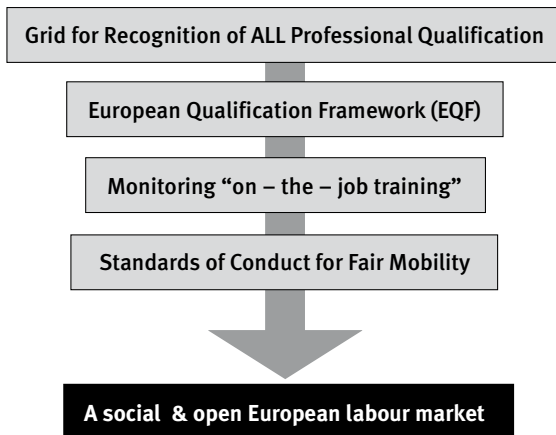 Grid for Recognition of ALL Professional Qualification
European Qualification Framework (EQF)
Monitoring “on – the – job training”
Standards of Conduct for Fair Mobility
A social & open European labour market